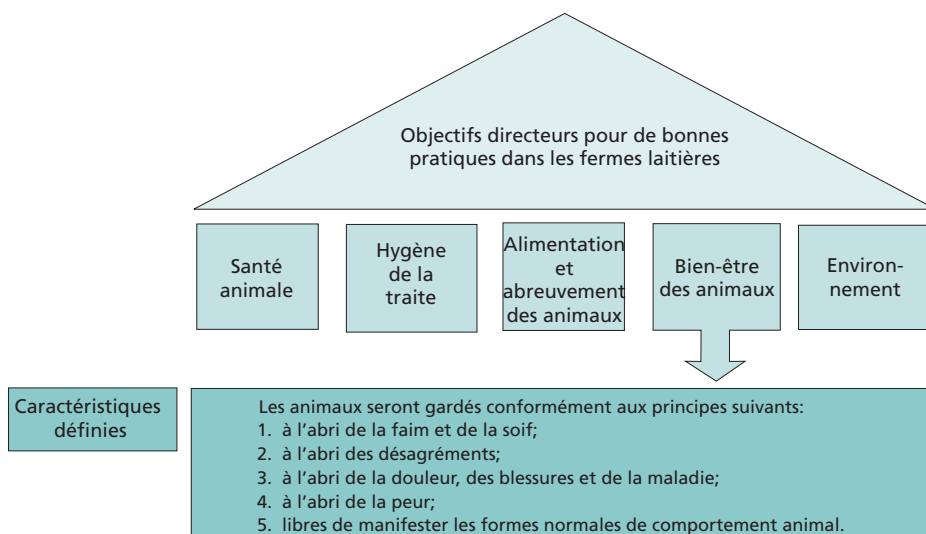 Objectifs directeurs pour de bonnes
pratiques dans les fermes laitières
Santé
animale
Hygène
de la
traite
Alimentation
et
abreuvement
des animaux
Bien-être
des animaux
Environ-
nement
Caractéristiques
définies
Les animaux seront gardés conformément aux principes suivants:
1. à l'abri de la faim et de la soif;
2. à l'abri des désagréments;
3. à l'abri de la douleur, des blessures et de la maladie;
4. à l'abri de la peur;
5. libres de manifester les formes normales de comportement animal.